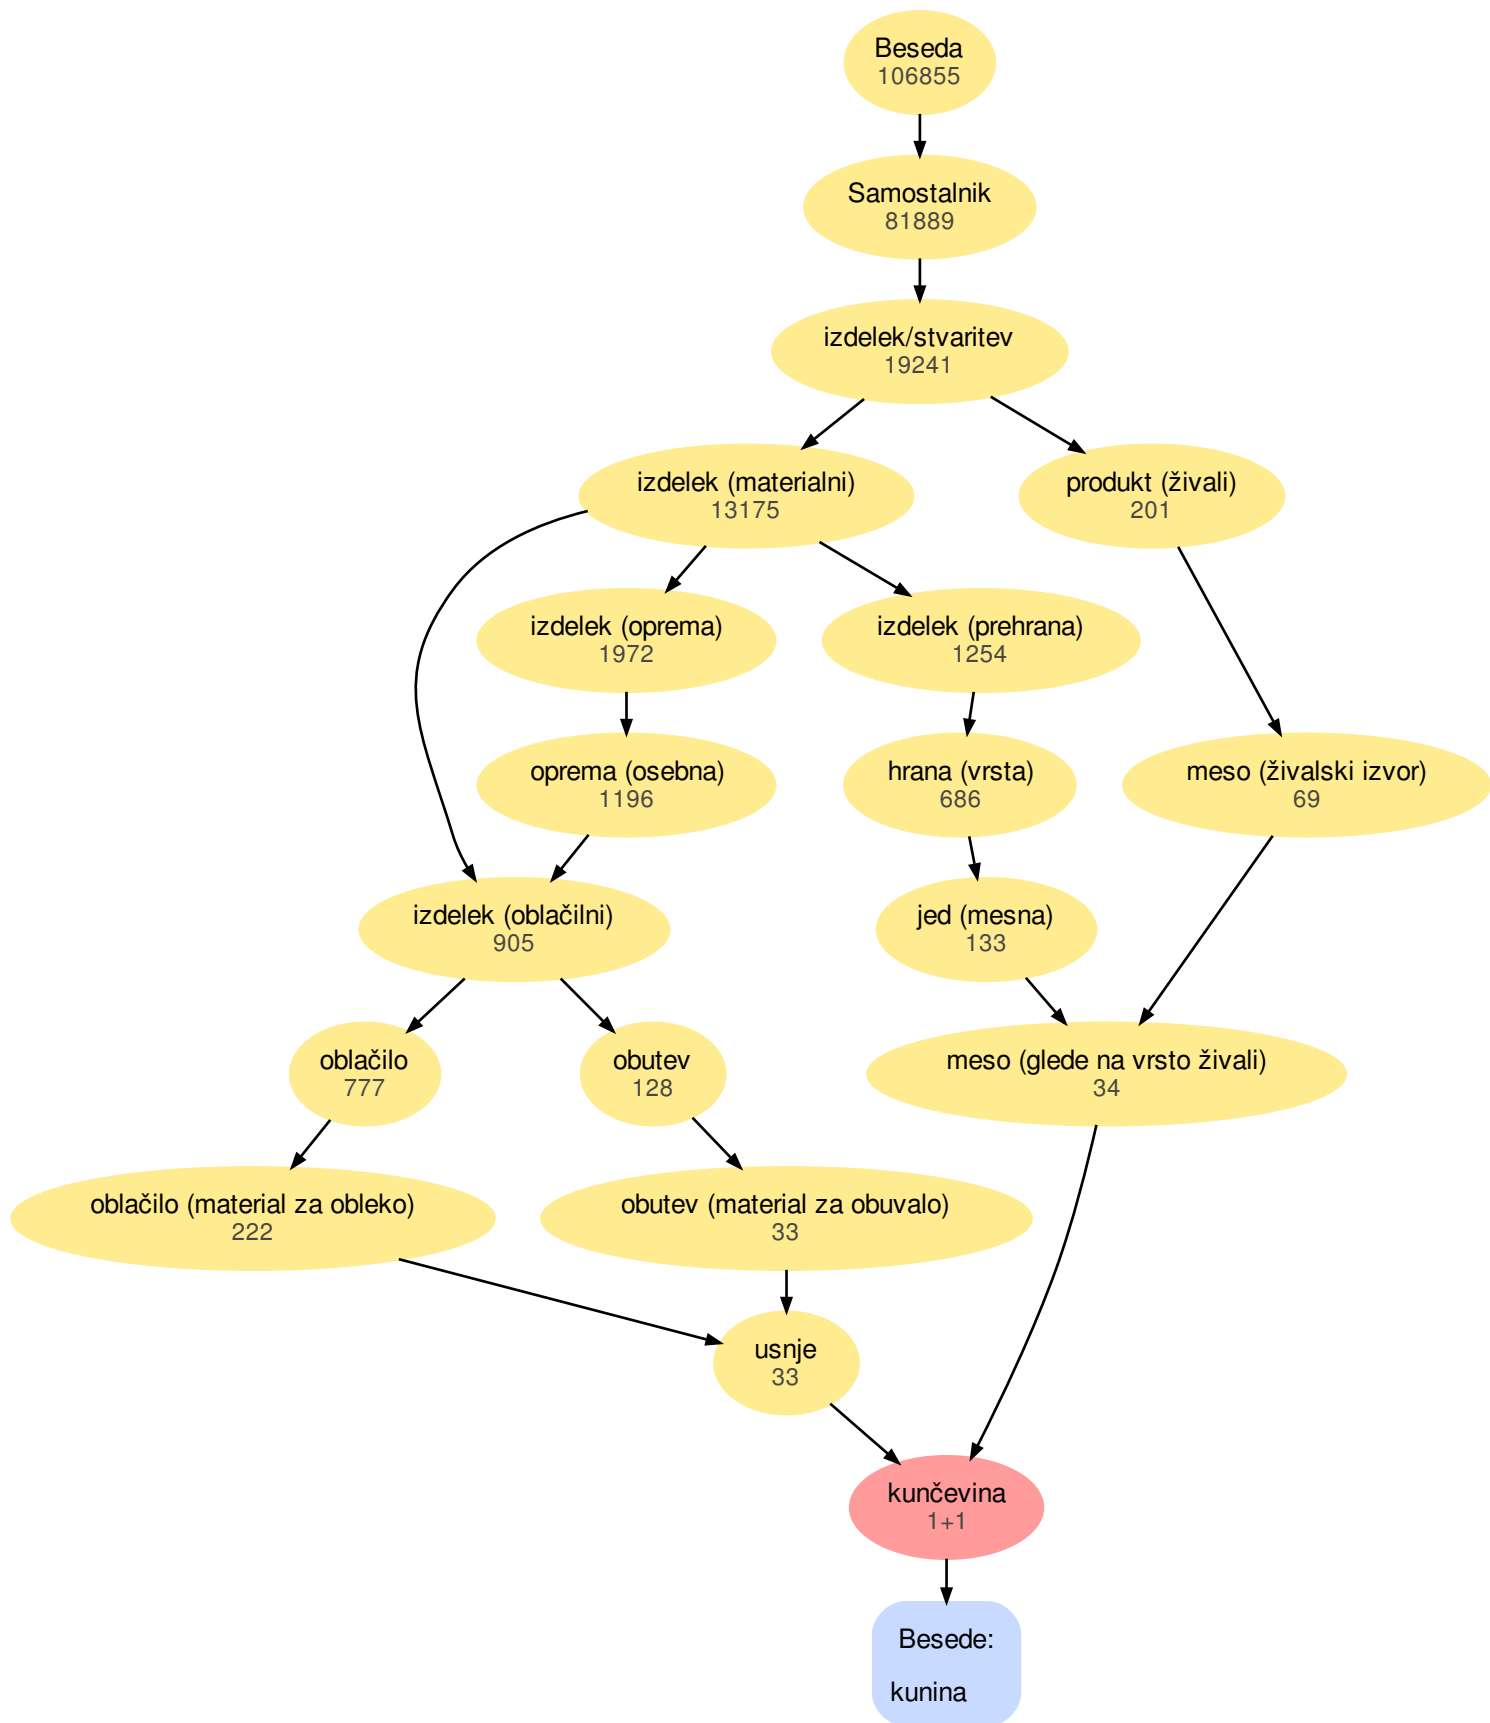 Beseda
106855
Samostalnik
81889
izdelek/stvaritev
19241
izdelek (materialni)
13175
produkt (živali)
201
izdelek (oprema)
1972
izdelek (prehrana)
1254
oprema (osebna)
1196
hrana (vrsta)
686
meso (živalski izvor)
69
izdelek (oblačilni)
905
jed (mesna)
133
oblačilo
777
obutev
128
meso (glede na vrsto živali)
34
oblačilo (material za obleko)
222
obutev (material za obuvalo)
33
usnje
33
kunčevina
1+1
Besede:
kunina